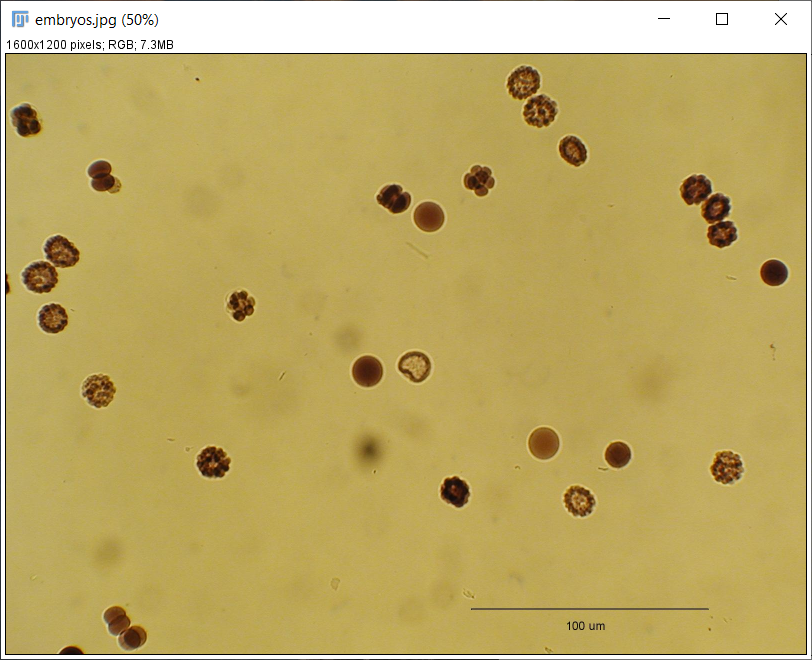 embryos.jpg (50%)
1600x1200 pixels; RGB; 7.3MB
100 um